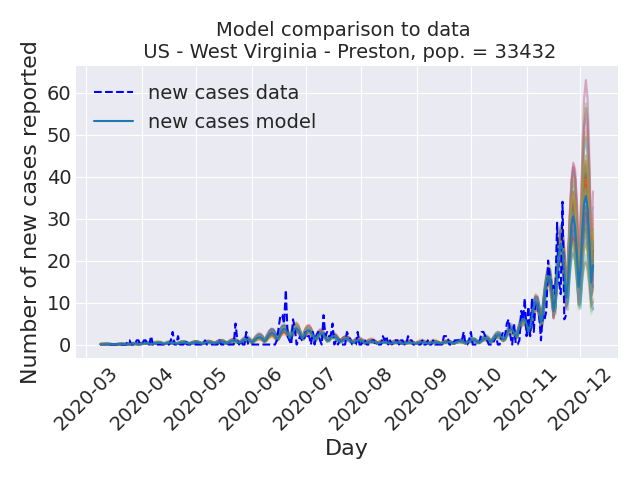 Model comparison to data
US - West Virginia - Preston, pop. = 33432
Number of new cases reported
60
50
40
30
20
10
0
new cases data
new cases model
2020-03
2020-04
2020-05
2020-06
2020-07
2020-08
2020-09
2020-10
2020-11
2020-12
Day